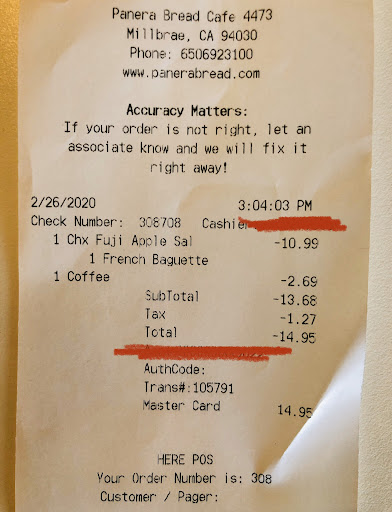 Panera Bread Cafe 4473
Millbrae, CA 94030
Phone: 6506923100
www.panerabread.com
Accuracy Matters:
If your order is not right, let an
associate know and we will fix it
right away!
2/26/2020 3:04:03 PM
Check Number: 308708 Cashier
1 Chx Fuji Apple Sal -10.99
1 French Baguette
1 Coffee -2.69
SubTotal -13.68
Tax -1.27
Total -14.95
AuthCode:
Trans#:105791
Master Card 14.95
HERE POS
Your Order Number is: 308
Customer / Pager: